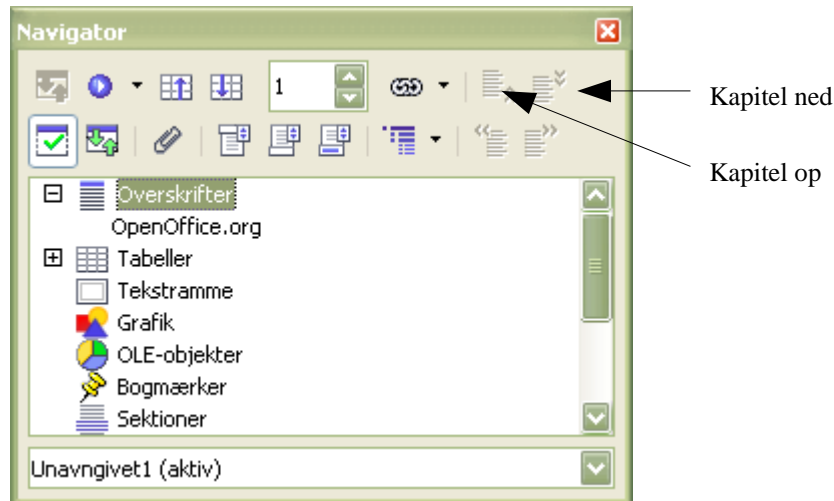 Navigator
1
Kapitel ned
Kapitel op
Overskrifter
OpenOffice.org
Tabeller
Tekstramme
Grafik
OLE-objekter
Bogmærker
Sektioner
Unavngivet1 (aktiv)